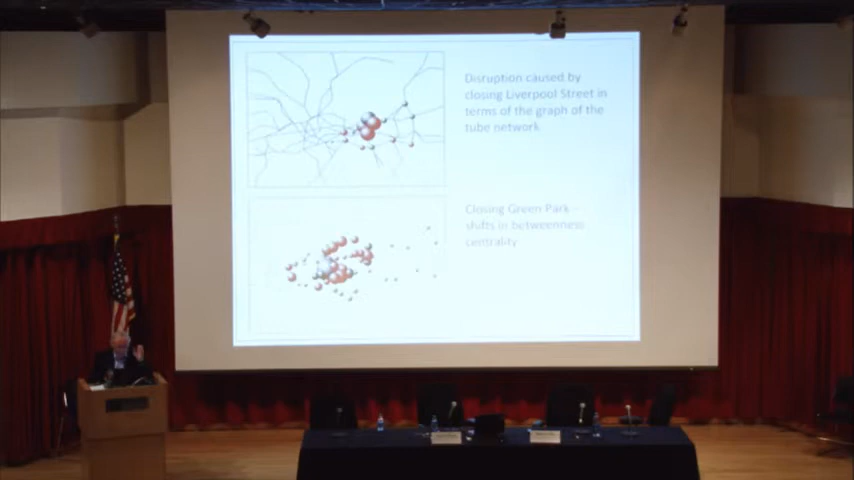 Disruption caused by
closing Liverpool Street in
terms of the graph of the
tube network
Closing Green Park
shifts in betweenness
centrality